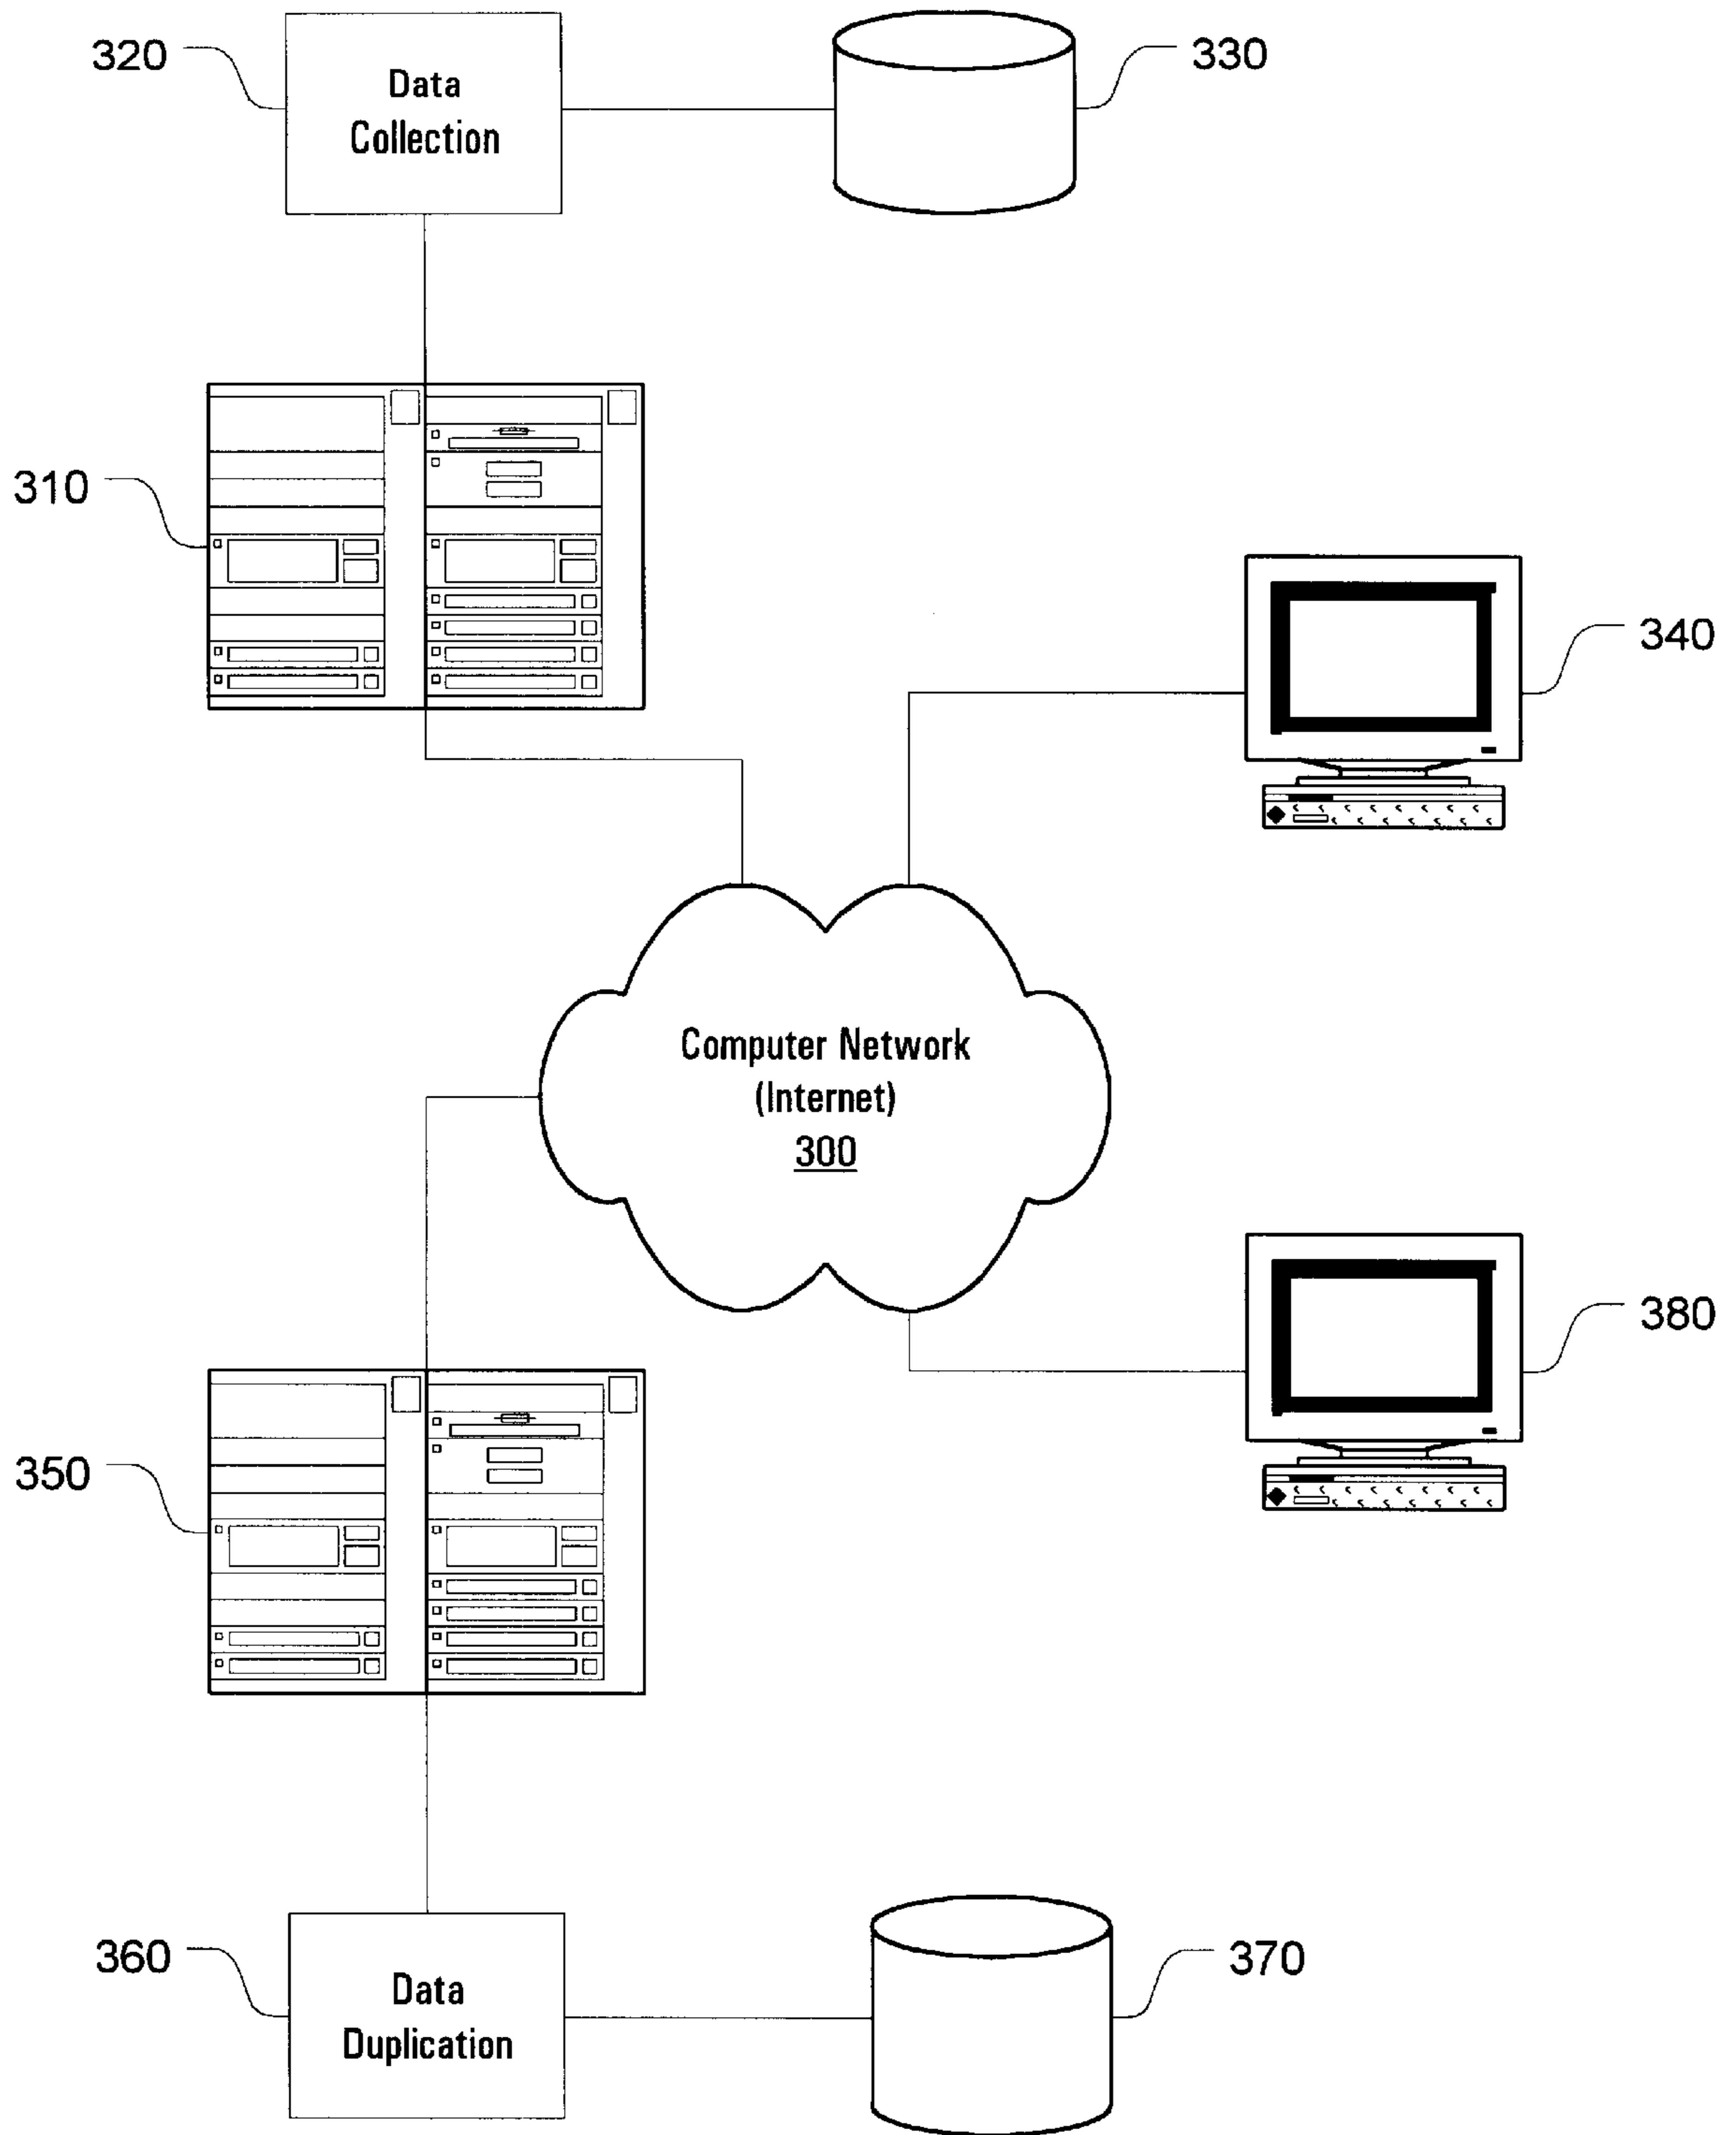 320
Data
Collection
330
310
340
Computer Network
(Internet)
300
380
350
360
Data
Duplication
370